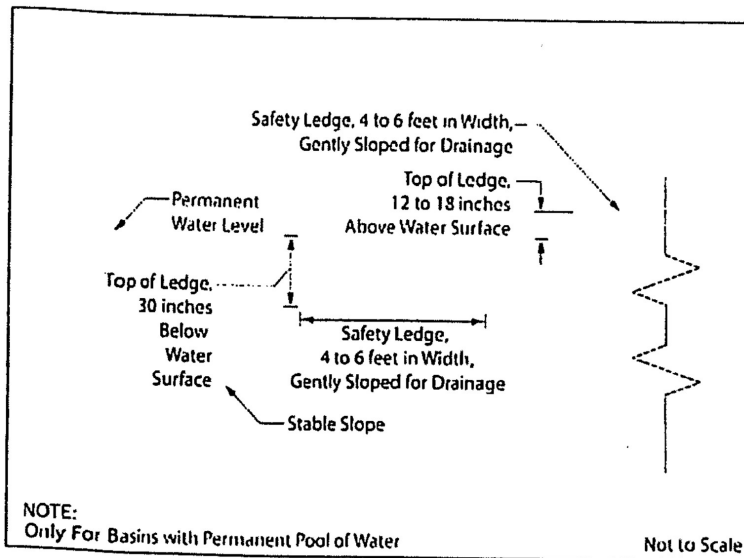 Safety Ledge, 4 to 6 feet in Width,
Gently Sloped for Drainage
Top of Ledge,
12 to 18 inches
Above Water Surface
Permanent
Water Level
Top of Ledge,
30 inches
Below
Water
Surface
Safety Ledge,
4 to 6 feet in Width,
Gently Sloped for Drainage
Stable Slope
NOTE:
Only For Basins with Permanent Pool of Water
Not to Scale